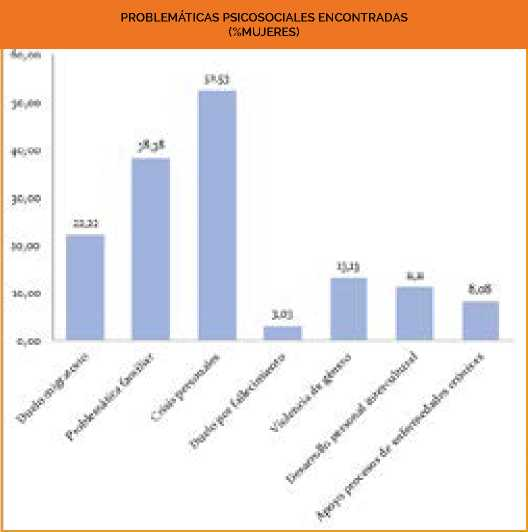 PROBLEMÁTICAS PSICOSOCIALES ENCONTRADAS
(%MUJERES)
60,00
50,00
40,00
30,00
20,00
10,00
0,00
22,22
38,38
52,53
3,03
13,13
11,11
8,08
Duelo migratorio
Problemática familiar
Crisis personales
Duelo por fallecimiento
Violencia de género
Desarrollo personal intercultural
Apoyo procesos de enfermedades crónicas